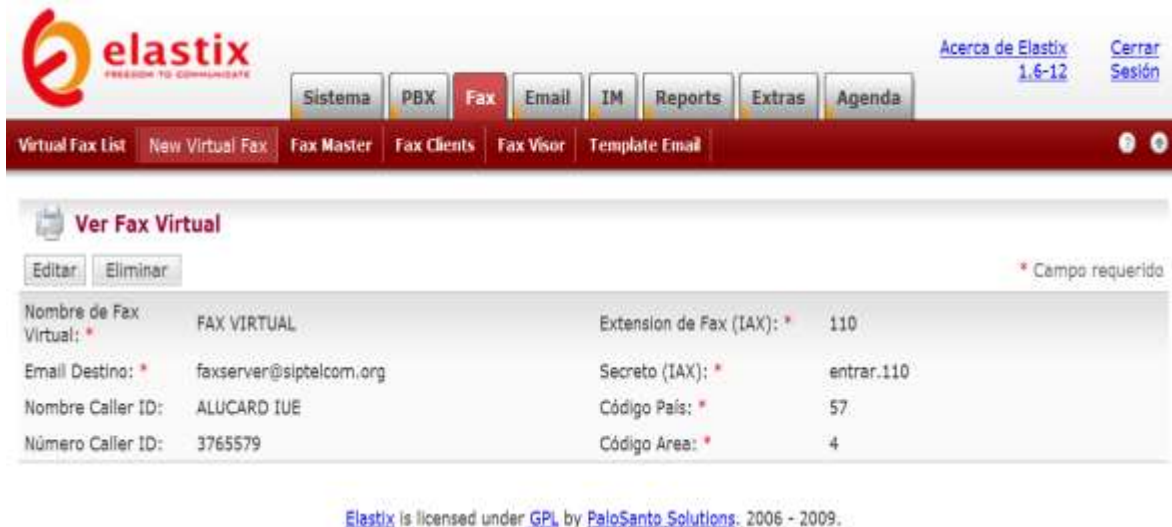 elastix
FREEDOM TO COMMUNICATE
Acerca de Elastix 1.6-12
Cerrar Sesión
Sistema PBX Fax Email IM Reports Extras Agenda
Virtual Fax List New Virtual Fax Fax Master Fax Clients Fax Visor Template Email
Ver Fax Virtual
Editar Eliminar * Campo requerido
Nombre de Fax Virtual: * FAX VIRTUAL Extension de Fax (IAX): * 110
Email Destino: * faxserver@siptelcom.org Secreto (IAX): * entrar.110
Nombre Caller ID: ALUCARD IUE Código País: * 57
Número Caller ID: 3765579 Código Area: * 4
Elastix is licensed under GPL by PaloSanto Solutions. 2006 - 2009.